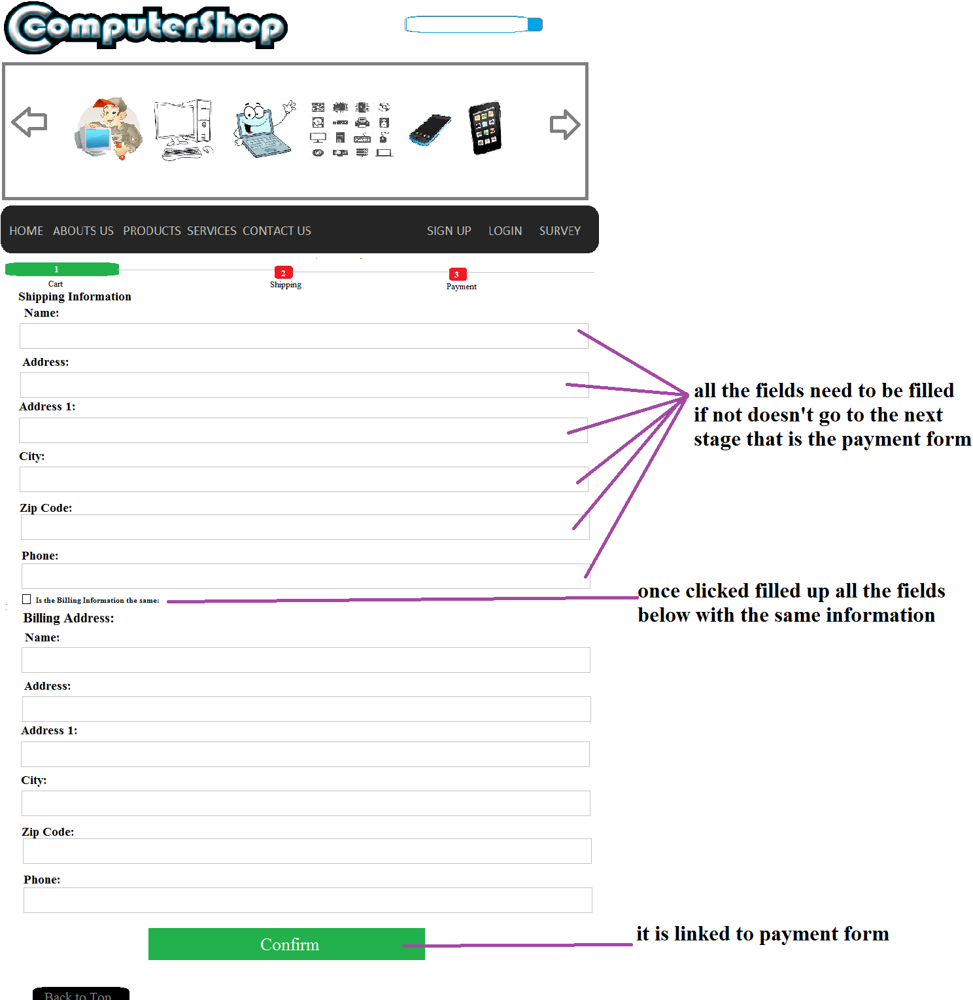 ComputerShop
HOME ABOUTS US PRODUCTS SERVICES CONTACT US SIGN UP LOGIN SURVEY
1 2 3
Cart Shipping Payment
Shipping Information
Name:
Address:
all the fields need to be filled
if not doesn't go to the next
stage that is the payment form
Address 1:
City:
Zip Code:
Phone:
Is the Billing Information the same:
once clicked filled up all the fields
below with the same information
Billing Address:
Name:
Address:
Address 1:
City:
Zip Code:
Phone:
Confirm
it is linked to payment form
Back to Top